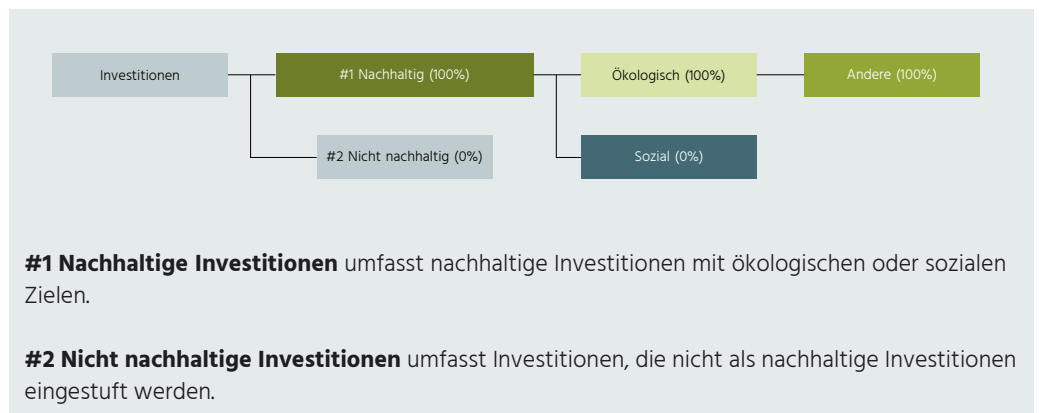 Investitionen
#1 Nachhaltig (100%)
Ökologisch (100%)
Andere (100%)
#2 Nicht nachhaltig (0%)
Sozial (0%)
#1 Nachhaltige Investitionen umfasst nachhaltige Investitionen mit ökologischen oder sozialen
Zielen.
#2 Nicht nachhaltige Investitionen umfasst Investitionen, die nicht als nachhaltige Investitionen
eingestuft werden.